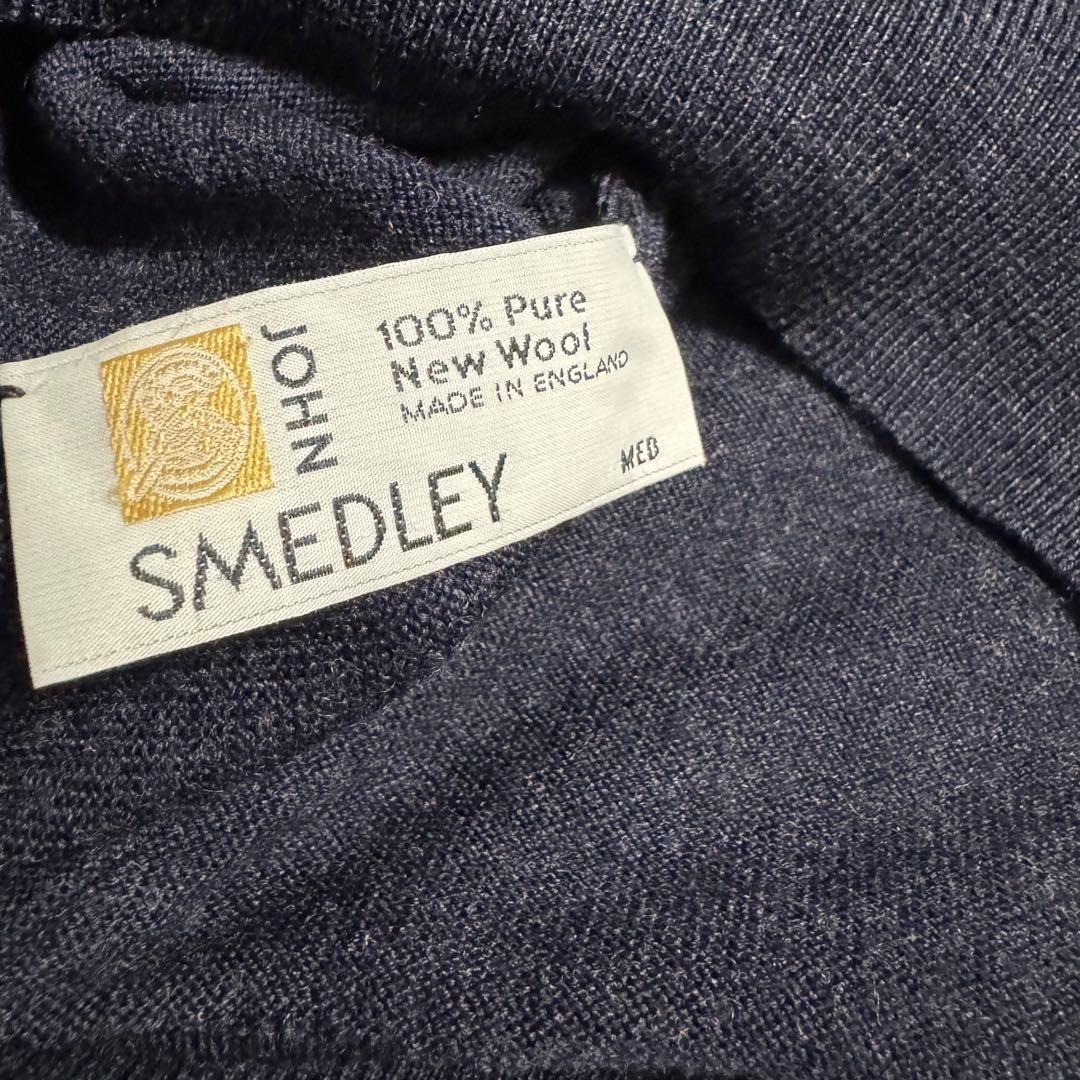 JOHN
SMEDLEY
100% Pure
New Wool
MADE IN ENGLAND
MED